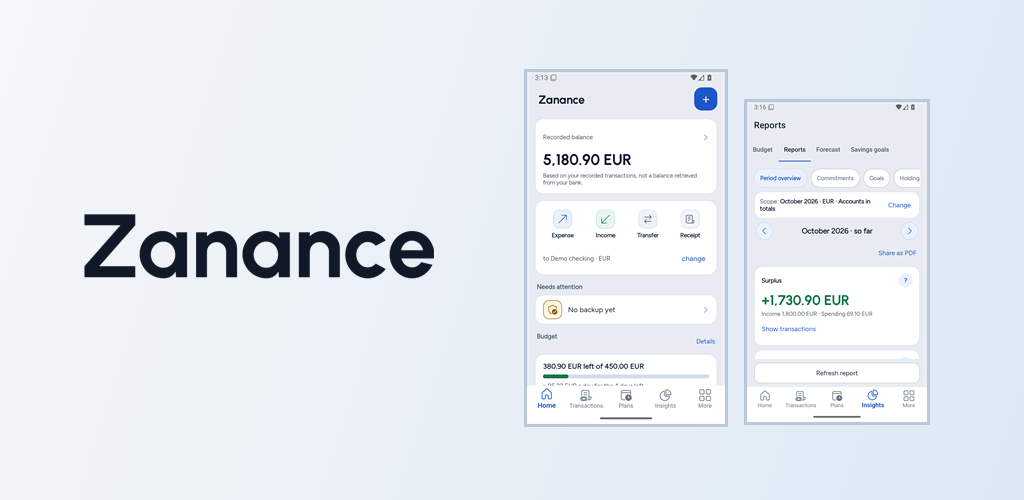 Zanance
3:13
Zanance
+
Recorded balance
5,180.90 EUR
Based on your recorded transactions, not a balance retrieved
from your bank.
Expense
Income
Transfer
Receipt
to Demo checking · EUR
change
Needs attention
No backup yet
Budget
Details
380.90 EUR left of 450.00 EUR
Home
Transactions
Plans
Insights
More
3:16
Reports
Budget
Reports
Forecast
Savings goals
Period overview
Commitments
Goals
Holding
Scope: October 2026 · EUR · Accounts in
totals
Change
October 2026 · so far
Share as PDF
Surplus
?
+1,730.90 EUR
Income 1,800.00 EUR · Spending 69.10 EUR
Show transactions
Refresh report
Home
Transactions
Plans
Insights
More